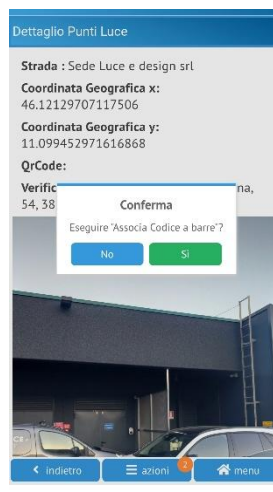 Dettaglio Punti Luce
Strada : Sede Luce e design srl
Coordinata Geografica x:
46.12129707117506
Coordinata Geografica y:
11.099452971616868
QrCode:
Verific na,
54, 38
Conferma
Eseguire "Associa Codice a barre"?
No Si
indietro azioni 2 menu